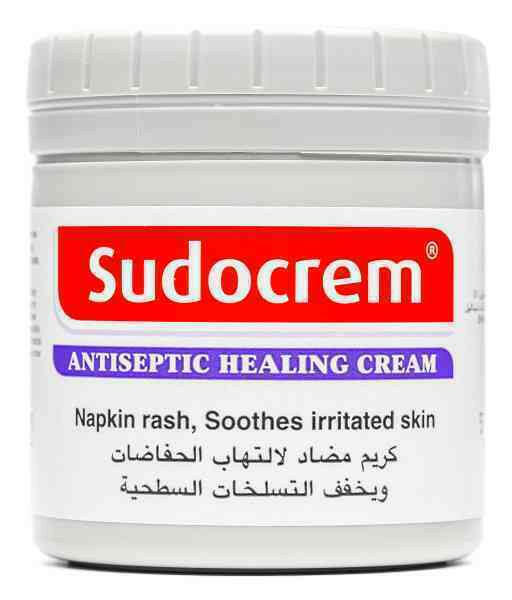 Sudocrem®
ANTISEPTIC HEALING CREAM
Napkin rash, Soothes irritated skin
كريم مضاد لالتهاب الحفاضات
ويخفف التسلخات السطحية